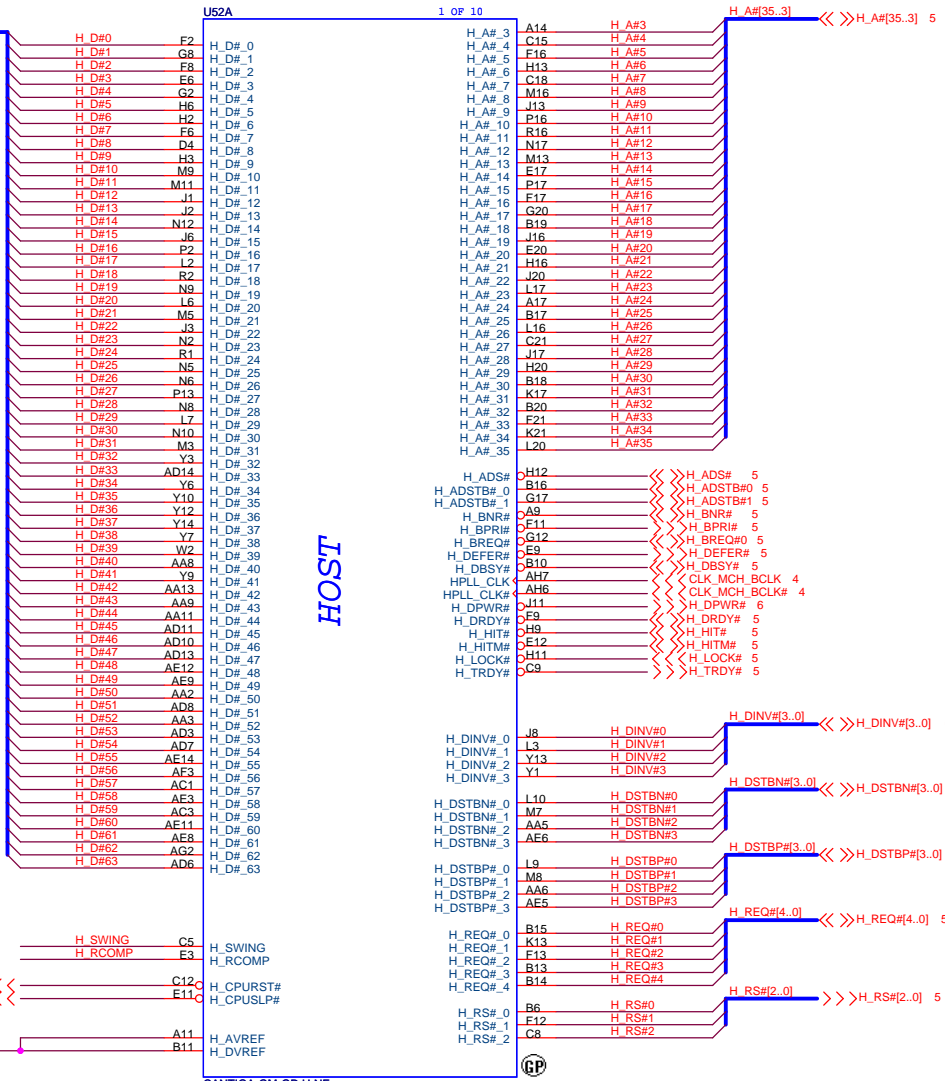 U52A 1 OF 10
H_D#0 F2 H_D#_0
H_D#1 G8 H_D#_1
H_D#2 F8 H_D#_2
H_D#3 E6 H_D#_3
H_D#4 G2 H_D#_4
H_D#5 H6 H_D#_5
H_D#6 H2 H_D#_6
H_D#7 F6 H_D#_7
H_D#8 D4 H_D#_8
H_D#9 H3 H_D#_9
H_D#10 M9 H_D#_10
H_D#11 M11 H_D#_11
H_D#12 J1 H_D#_12
H_D#13 J2 H_D#_13
H_D#14 N12 H_D#_14
H_D#15 J6 H_D#_15
H_D#16 P2 H_D#_16
H_D#17 L2 H_D#_17
H_D#18 R2 H_D#_18
H_D#19 N9 H_D#_19
H_D#20 L6 H_D#_20
H_D#21 M5 H_D#_21
H_D#22 J3 H_D#_22
H_D#23 N2 H_D#_23
H_D#24 R1 H_D#_24
H_D#25 N5 H_D#_25
H_D#26 N6 H_D#_26
H_D#27 P13 H_D#_27
H_D#28 N8 H_D#_28
H_D#29 L7 H_D#_29
H_D#30 N10 H_D#_30
H_D#31 M3 H_D#_31
H_D#32 Y3 H_D#_32
H_D#33 AD14 H_D#_33
H_D#34 Y6 H_D#_34
H_D#35 Y10 H_D#_35
H_D#36 Y12 H_D#_36
H_D#37 Y14 H_D#_37
H_D#38 Y7 H_D#_38
H_D#39 W2 H_D#_39
H_D#40 AA8 H_D#_40
H_D#41 Y9 H_D#_41
H_D#42 AA13 H_D#_42
H_D#43 AA9 H_D#_43
H_D#44 AA11 H_D#_44
H_D#45 AD11 H_D#_45
H_D#46 AD10 H_D#_46
H_D#47 AD13 H_D#_47
H_D#48 AE12 H_D#_48
H_D#49 AE9 H_D#_49
H_D#50 AA2 H_D#_50
H_D#51 AD8 H_D#_51
H_D#52 AA3 H_D#_52
H_D#53 AD3 H_D#_53
H_D#54 AD7 H_D#_54
H_D#55 AE14 H_D#_55
H_D#56 AF3 H_D#_56
H_D#57 AC1 H_D#_57
H_D#58 AE3 H_D#_58
H_D#59 AC3 H_D#_59
H_D#60 AE11 H_D#_60
H_D#61 AE8 H_D#_61
H_D#62 AG2 H_D#_62
H_D#63 AD6 H_D#_63
H_SWING C5 H_SWING
H_RCOMP E3 H_RCOMP
C12 H_CPURST#
E11 H_CPUSLP#
A11 H_AVREF
B11 H_DVREF
HOST
H_A#[35..3] H_A#[35..3] 5
H_A#_3 A14 H_A#3
H_A#_4 C15 H_A#4
H_A#_5 F16 H_A#5
H_A#_6 H13 H_A#6
H_A#_7 C18 H_A#7
H_A#_8 M16 H_A#8
H_A#_9 J13 H_A#9
H_A#_10 P16 H_A#10
H_A#_11 R16 H_A#11
H_A#_12 N17 H_A#12
H_A#_13 M13 H_A#13
H_A#_14 E17 H_A#14
H_A#_15 P17 H_A#15
H_A#_16 F17 H_A#16
H_A#_17 G20 H_A#17
H_A#_18 B19 H_A#18
H_A#_19 J16 H_A#19
H_A#_20 E20 H_A#20
H_A#_21 H16 H_A#21
H_A#_22 J20 H_A#22
H_A#_23 L17 H_A#23
H_A#_24 A17 H_A#24
H_A#_25 B17 H_A#25
H_A#_26 L16 H_A#26
H_A#_27 C21 H_A#27
H_A#_28 J17 H_A#28
H_A#_29 H20 H_A#29
H_A#_30 B18 H_A#30
H_A#_31 K17 H_A#31
H_A#_32 B20 H_A#32
H_A#_33 F21 H_A#33
H_A#_34 K21 H_A#34
H_A#_35 L20 H_A#35
H_ADS# H12 H_ADS# 5
H_ADSTB#_0 B16 H_ADSTB#0 5
H_ADSTB#_1 G17 H_ADSTB#1 5
H_BNR# A9 H_BNR# 5
H_BPRI# F11 H_BPRI# 5
H_BREQ# G12 H_BREQ#0 5
H_DEFER# E9 H_DEFER# 5
H_DBSY# B10 H_DBSY# 5
HPLL_CLK AH7 CLK_MCH_BCLK 4
HPLL_CLK# AH6 CLK_MCH_BCLK# 4
H_DPWR# J11 H_DPWR# 6
H_DRDY# F9 H_DRDY# 5
H_HIT# H9 H_HIT# 5
H_HITM# E12 H_HITM# 5
H_LOCK# H11 H_LOCK# 5
H_TRDY# C9 H_TRDY# 5
H_DINV#[3..0] H_DINV#[3..0]
H_DINV#_0 J8 H_DINV#0
H_DINV#_1 L3 H_DINV#1
H_DINV#_2 Y13 H_DINV#2
H_DINV#_3 Y1 H_DINV#3
H_DSTBN#[3..0] H_DSTBN#[3..0]
H_DSTBN#_0 L10 H_DSTBN#0
H_DSTBN#_1 M7 H_DSTBN#1
H_DSTBN#_2 AA5 H_DSTBN#2
H_DSTBN#_3 AE6 H_DSTBN#3
H_DSTBP#[3..0] H_DSTBP#[3..0]
H_DSTBP#_0 L9 H_DSTBP#0
H_DSTBP#_1 M8 H_DSTBP#1
H_DSTBP#_2 AA6 H_DSTBP#2
H_DSTBP#_3 AE5 H_DSTBP#3
H_REQ#[4..0] H_REQ#[4..0] 5
H_REQ#_0 B15 H_REQ#0
H_REQ#_1 K13 H_REQ#1
H_REQ#_2 F13 H_REQ#2
H_REQ#_3 B13 H_REQ#3
H_REQ#_4 B14 H_REQ#4
H_RS#[2..0] H_RS#[2..0] 5
H_RS#_0 B6 H_RS#0
H_RS#_1 F12 H_RS#1
H_RS#_2 C8 H_RS#2
GP